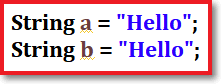 String a = "Hello";
String b = "Hello";